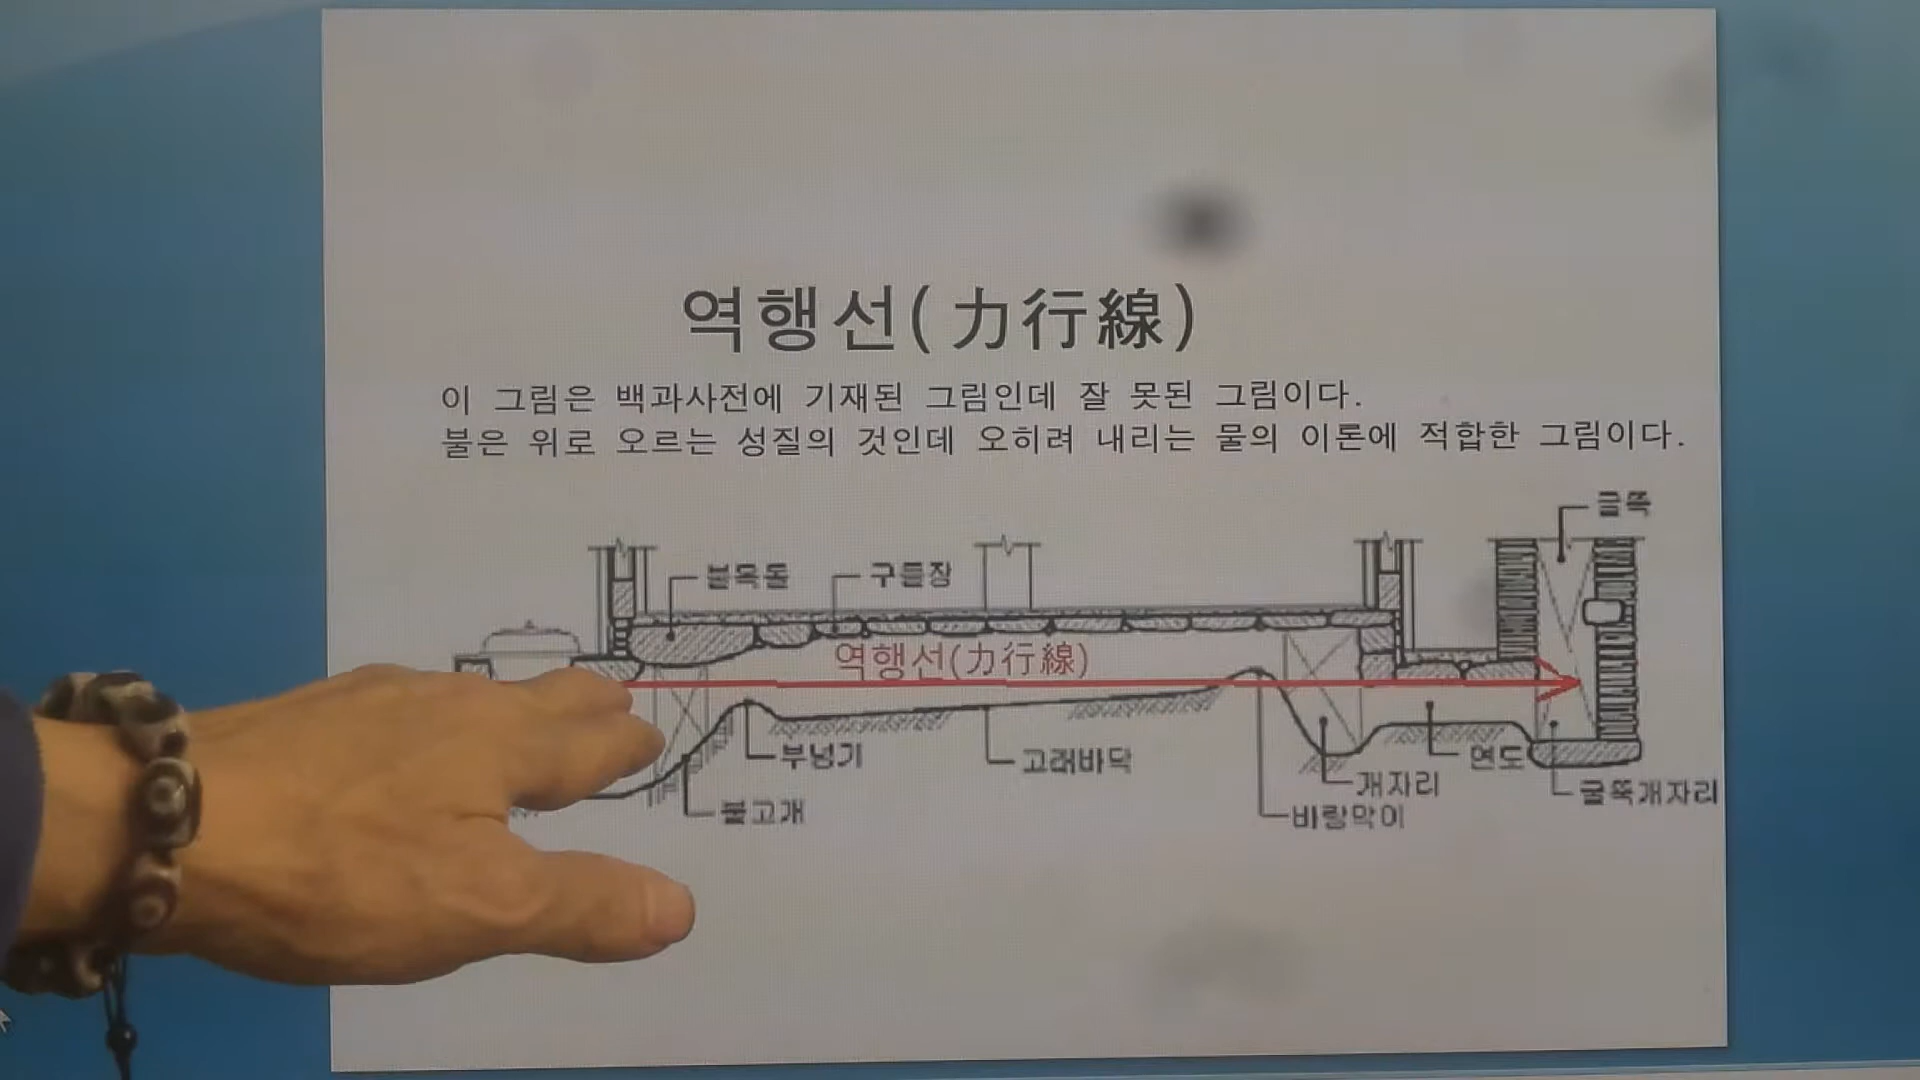 역행선(力行線)
이 그림은 백과사전에 기재된 그림인데 잘 못된 그림이다.
불은 위로 오르는 성질의 것인데 오히려 내리는 물의 이론에 적합한 그림이다.
굴뚝
불목돌
구들장
역행선(力行線)
부넝기
고래바닥
연도
개자리
굴뚝개자리
불고개
바람막이